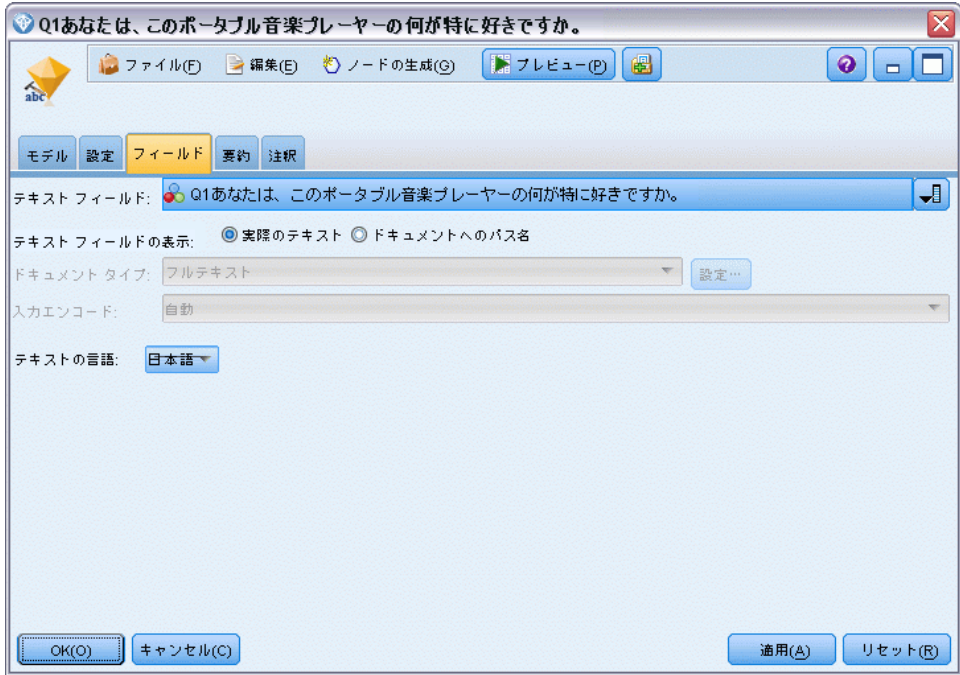 Q1あなたは、このポータブル音楽プレーヤーの何が特に好きですか。
ファイル(F) 編集(E) ノードの生成(G) プレビュー(P)
abc
モデル 設定 フィールド 要約 注釈
テキスト フィールド: Q1あなたは、このポータブル音楽プレーヤーの何が特に好きですか。
テキスト フィールドの表示: 実際のテキスト ドキュメントへのパス名
ドキュメント タイプ: フルテキスト 設定…
入力エンコード: 自動
テキストの言語: 日本語
OK(O) キャンセル(C) 適用(A) リセット(R)